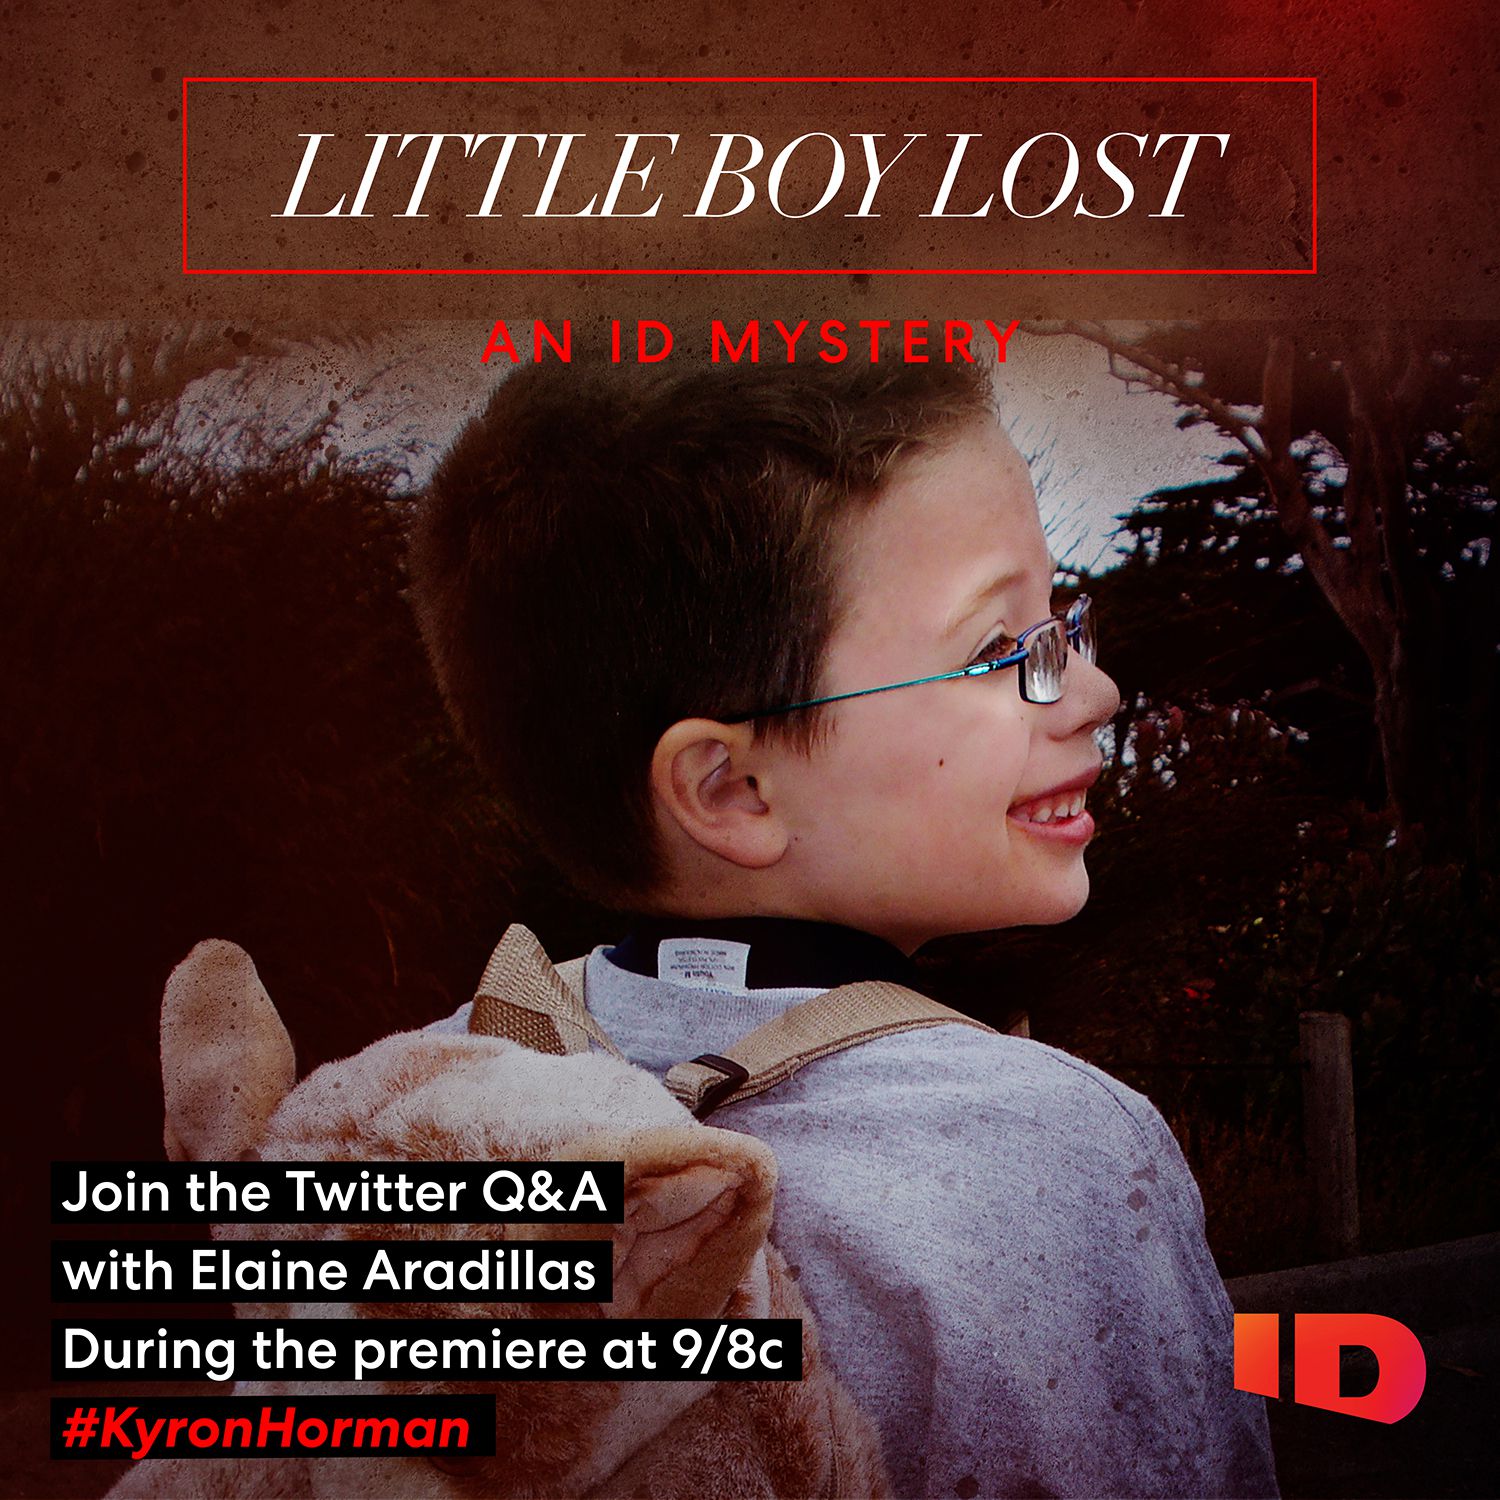 LITTLE BOY LOST
AN ID MYSTERY
Join the Twitter Q&A
with Elaine Aradillas
During the premiere at 9/8c
#KyronHorman
ID